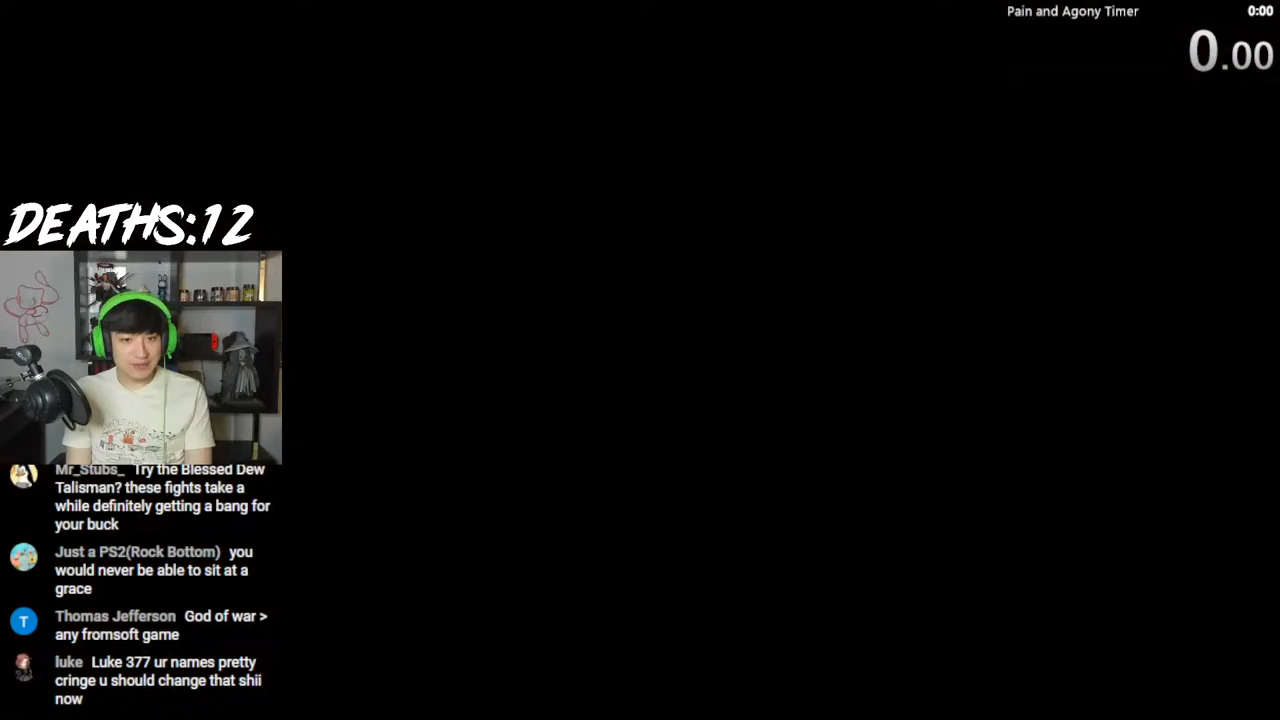 Pain and Agony Timer 0:00
0.00
DEATHS:12
Mr_Stubs_ Try the Blessed Dew
Talisman? these fights take a
while definitely getting a bang for
your buck
Just a PS2(Rock Bottom) you
would never be able to sit at a
grace
T
Thomas Jefferson God of war >
any fromsoft game
luke Luke 377 ur names pretty
cringe u should change that shii
now